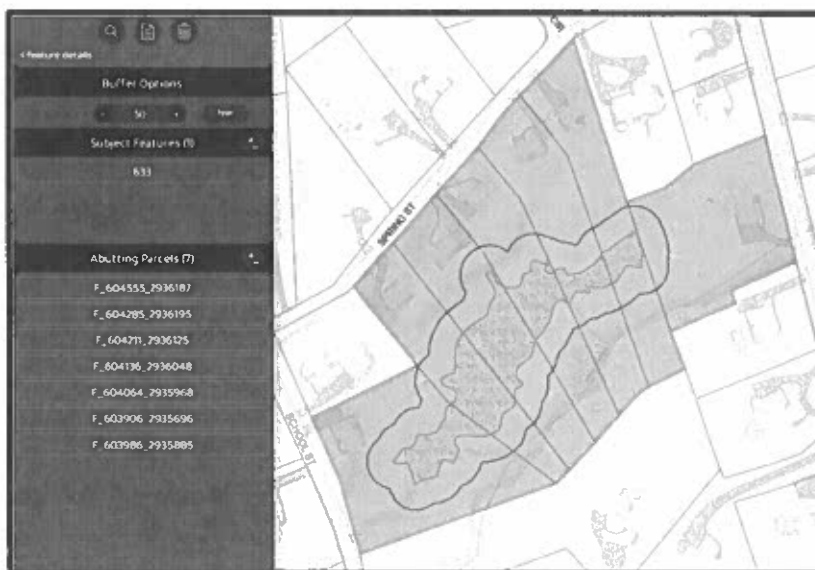 < feature details
Buffer Options
- 50 +
Subject Features (1)
633
Abutting Parcels (7)
F_604555_2936187
F_604285_2936195
F_604211_2936125
F_604136_2936048
F_604064_2935968
F_603906_2935696
F_603986_2935885
SPRING ST
SCHOOL ST